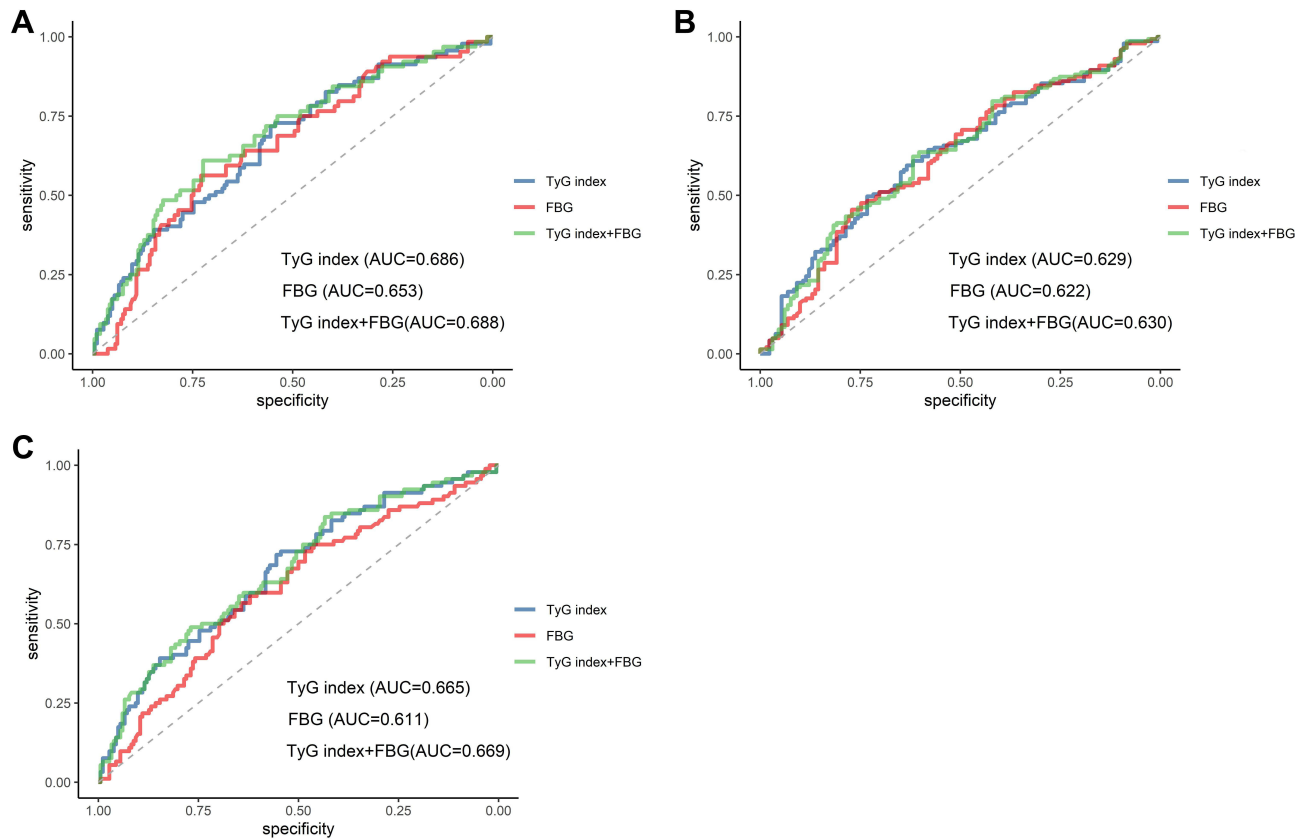 A
1.00
0.75
0.50
0.25
0.00
sensitivity
1.00
0.75
0.50
0.25
0.00
specificity
TyG index
FBG
TyG index+FBG
TyG index (AUC=0.686)
FBG (AUC=0.653)
TyG index+FBG(AUC=0.688)
B
1.00
0.75
0.50
0.25
0.00
sensitivity
1.00
0.75
0.50
0.25
0.00
specificity
TyG index
FBG
TyG index+FBG
TyG index (AUC=0.629)
FBG (AUC=0.622)
TyG index+FBG(AUC=0.630)
C
1.00
0.75
0.50
0.25
0.00
sensitivity
1.00
0.75
0.50
0.25
0.00
specificity
TyG index
FBG
TyG index+FBG
TyG index (AUC=0.665)
FBG (AUC=0.611)
TyG index+FBG(AUC=0.669)